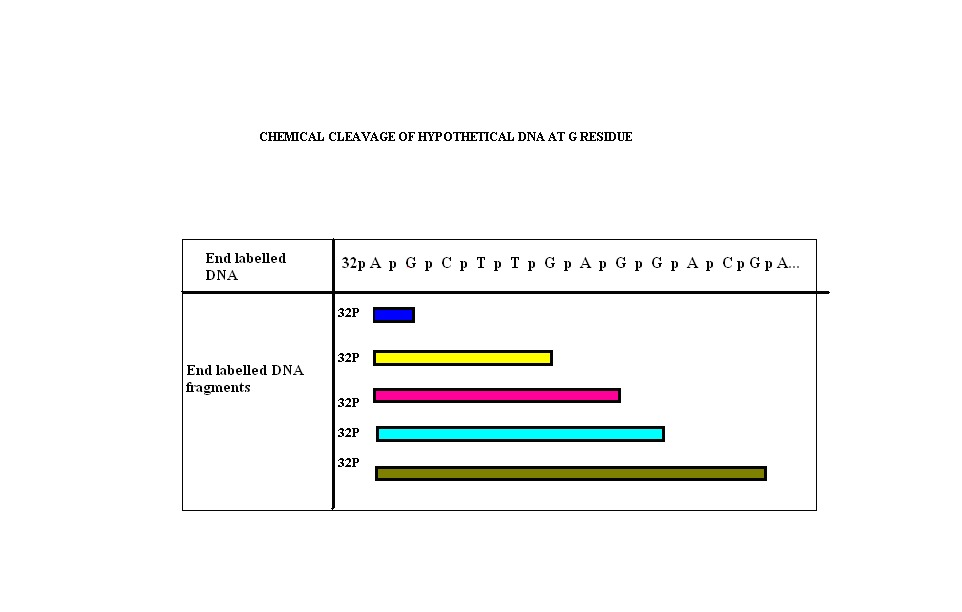 CHEMICAL CLEAVAGE OF HYPOTHETICAL DNA AT G RESIDUE
End labelled
DNA
32p A p G p C p T p T p G p A p G p G p A p C p G p A...
32P
32P
End labelled DNA
fragments
32P
32P
32P